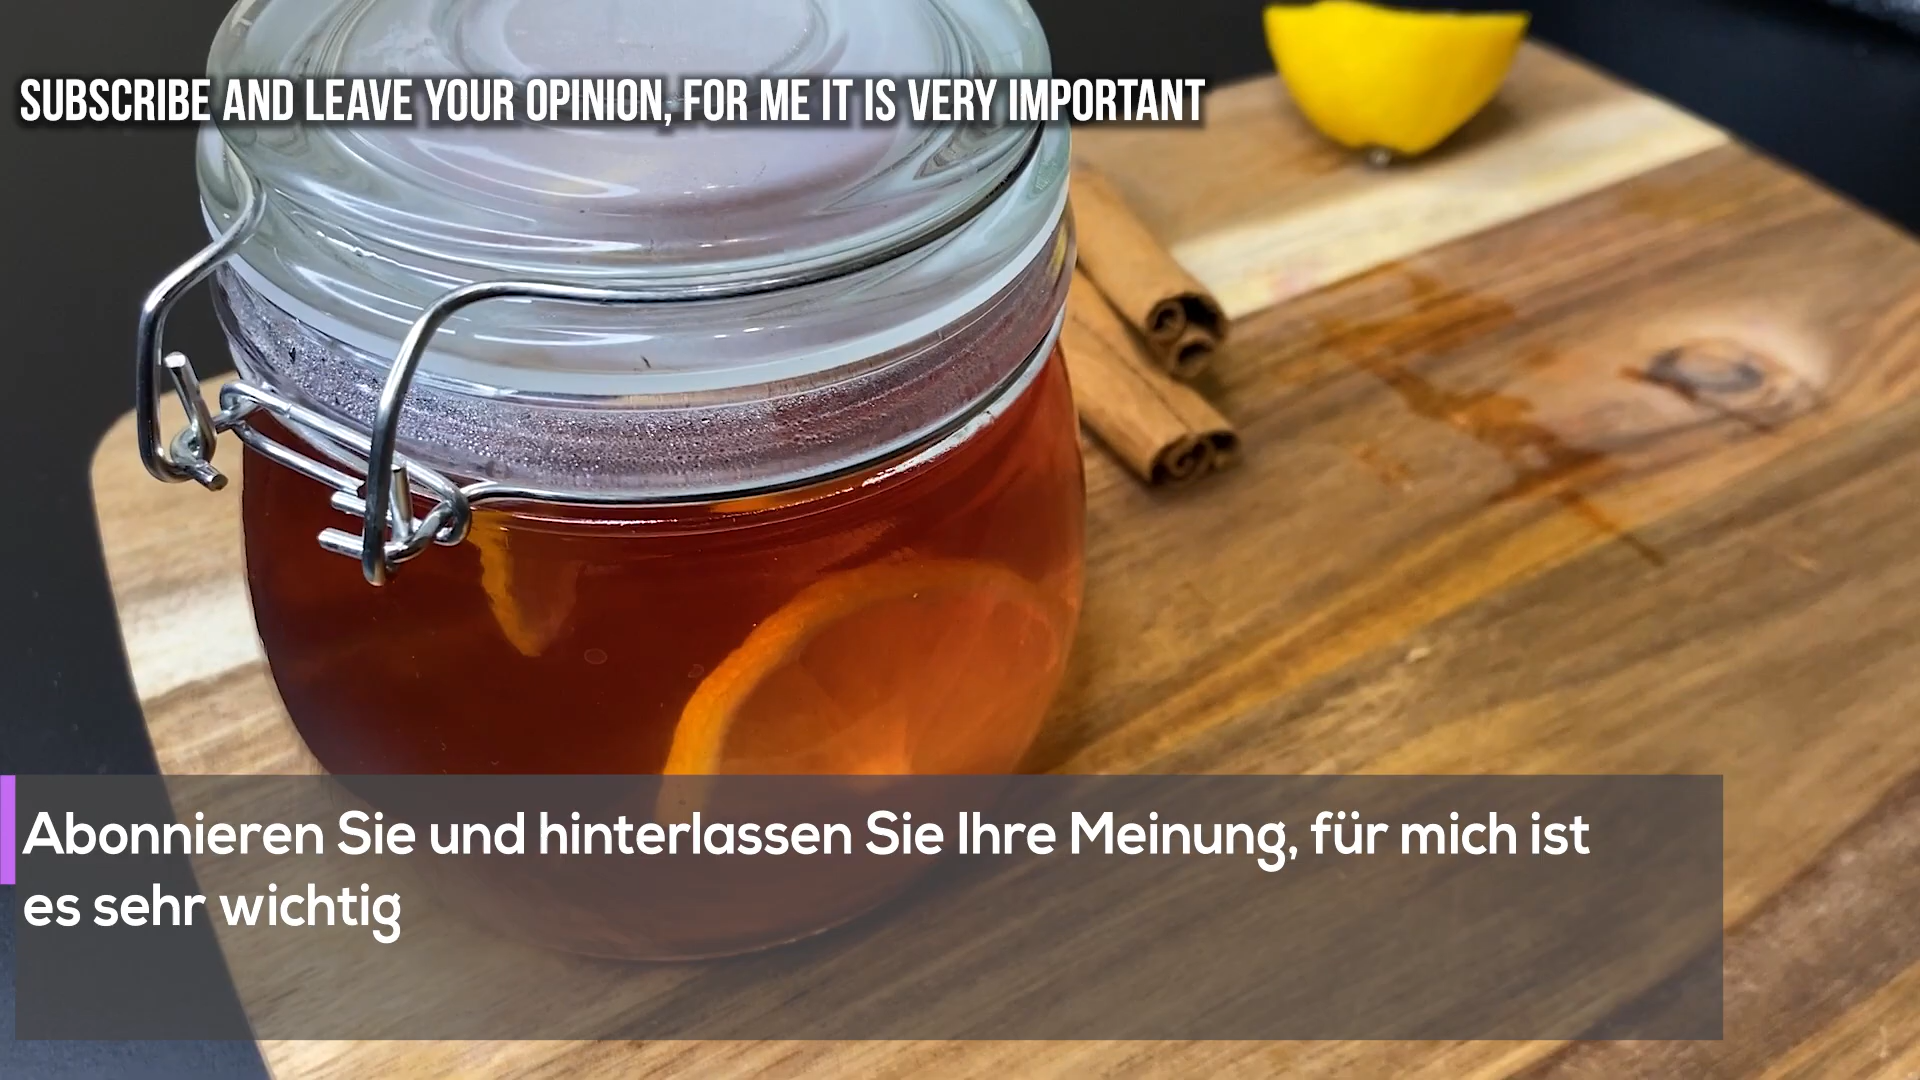 SUBSCRIBE AND LEAVE YOUR OPINION, FOR ME IT IS VERY IMPORTANT
Abonnieren Sie und hinterlassen Sie Ihre Meinung, für mich ist
es sehr wichtig